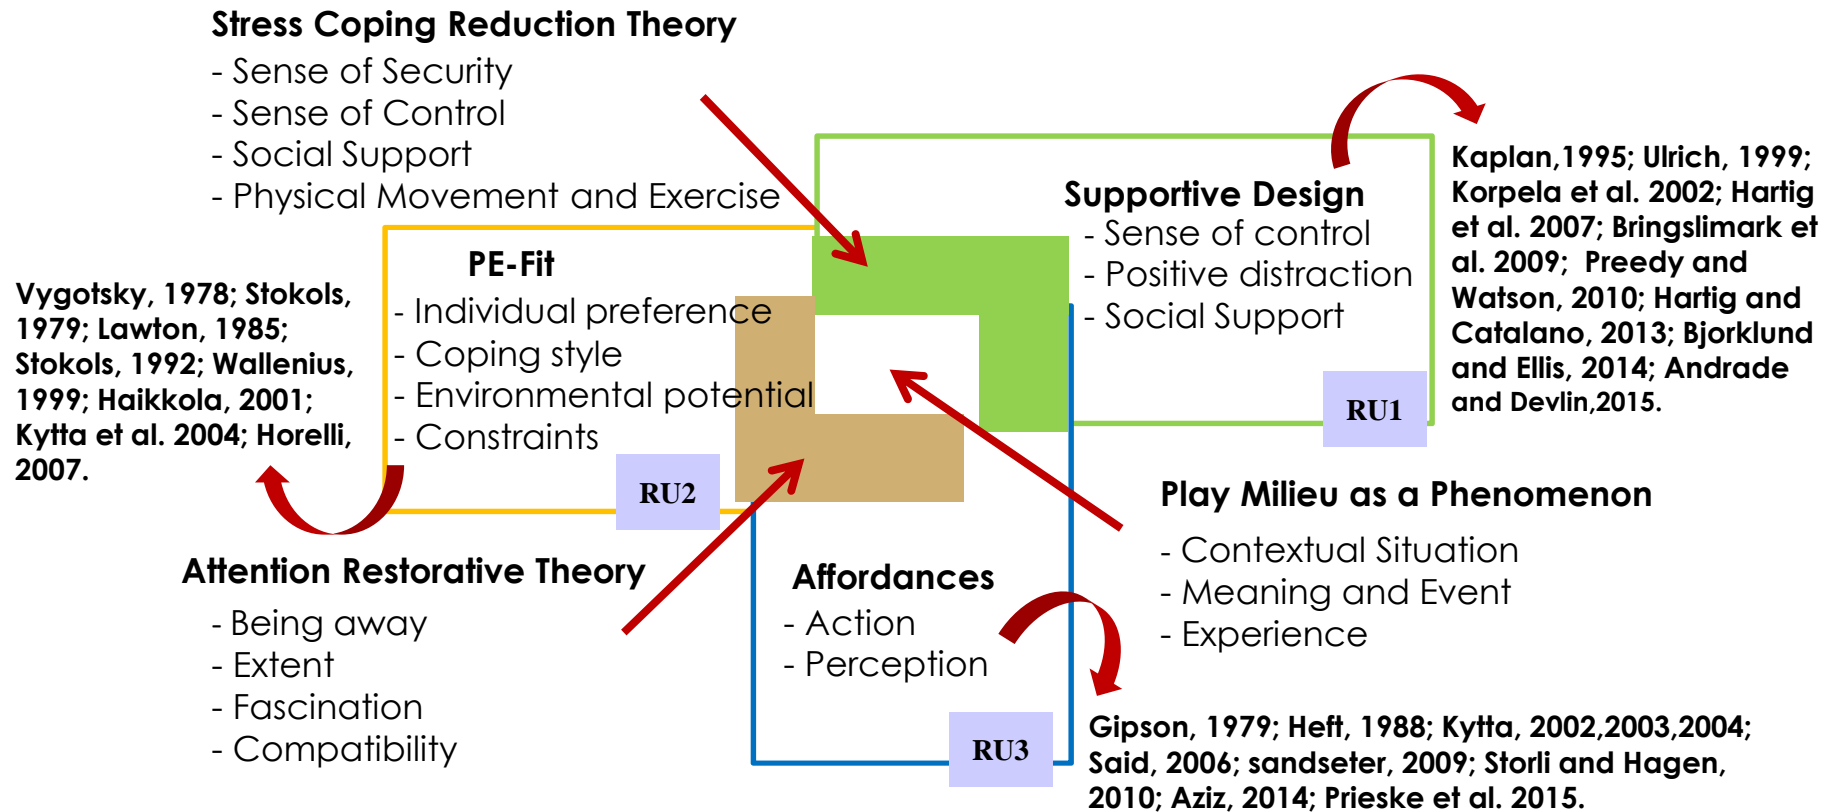 Stress Coping Reduction Theory
- Sense of Security
- Sense of Control
- Social Support
- Physical Movement and Exercise
Supportive Design
- Sense of control
- Positive distraction
- Social Support
RU1
Kaplan,1995; Ulrich, 1999;
Korpela et al. 2002; Hartig
et al. 2007; Bringslimark et
al. 2009; Preedy and
Watson, 2010; Hartig and
Catalano, 2013; Bjorklund
and Ellis, 2014; Andrade
and Devlin,2015.
PE-Fit
- Individual preference
- Coping style
- Environmental potential
- Constraints
RU2
Vygotsky, 1978; Stokols,
1979; Lawton, 1985;
Stokols, 1992; Wallenius,
1999; Haikkola, 2001;
Kytta et al. 2004; Horelli,
2007.
Attention Restorative Theory
- Being away
- Extent
- Fascination
- Compatibility
Affordances
- Action
- Perception
RU3
Play Milieu as a Phenomenon
- Contextual Situation
- Meaning and Event
- Experience
Gipson, 1979; Heft, 1988; Kytta, 2002,2003,2004;
Said, 2006; sandseter, 2009; Storli and Hagen,
2010; Aziz, 2014; Prieske et al. 2015.